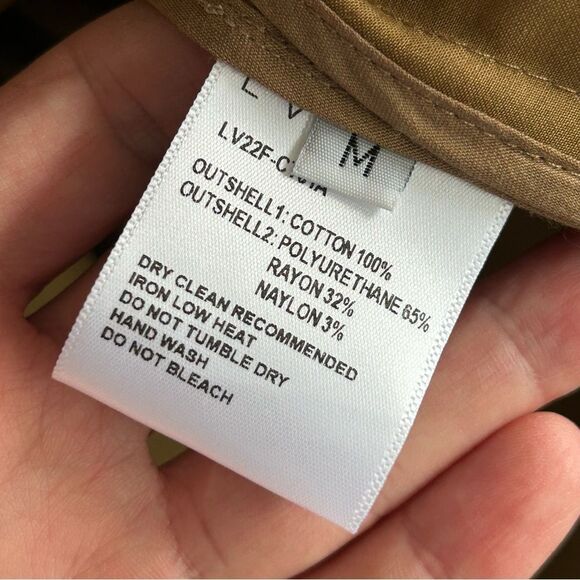 L V
M
OUTSHELL1: COTTON 100%
OUTSHELL2: POLYURETHANE 65%
RAYON 32%
NAYLON 3%
DRY CLEAN RECOMMENDED
IRON LOW HEAT
DO NOT TUMBLE DRY
HAND WASH
DO NOT BLEACH